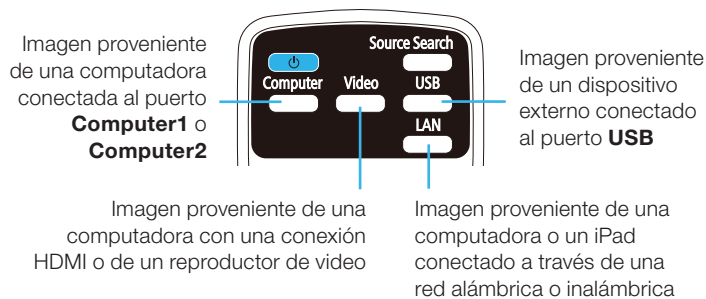 Imagen proveniente
de una computadora
conectada al puerto
Computer1 o
Computer2
Source Search
Computer
Video
USB
LAN
Imagen proveniente
de un dispositivo
externo conectado
al puerto USB
Imagen proveniente de una
computadora con una conexión
HDMI o de un reproductor de video
Imagen proveniente de una
computadora o un iPad
conectado a través de una
red alámbrica o inalámbrica